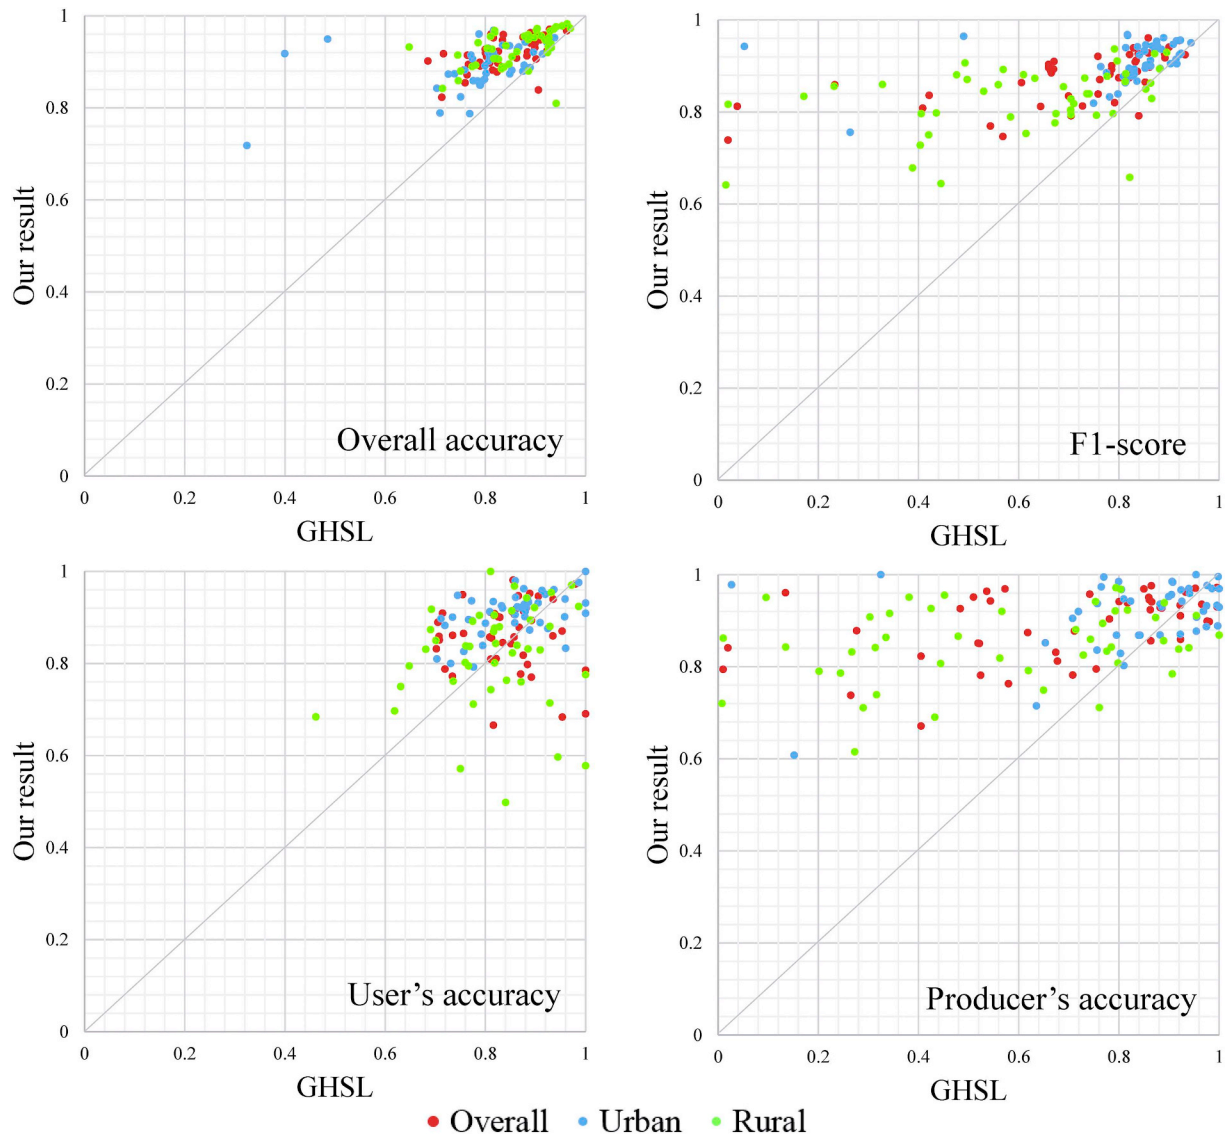 1
0.8
0.6
0.4
0.2
0
Our result
Overall accuracy
0 0.2 0.4 0.6 0.8 1
GHSL
1
0.8
0.6
0.4
0.2
0
Our result
F1-score
0 0.2 0.4 0.6 0.8 1
GHSL
1
0.8
0.6
0.4
0.2
0
Our result
User’s accuracy
0 0.2 0.4 0.6 0.8 1
GHSL
1
0.8
0.6
0.4
0.2
0
Our result
Producer’s accuracy
0 0.2 0.4 0.6 0.8 1
GHSL
Overall Urban Rural